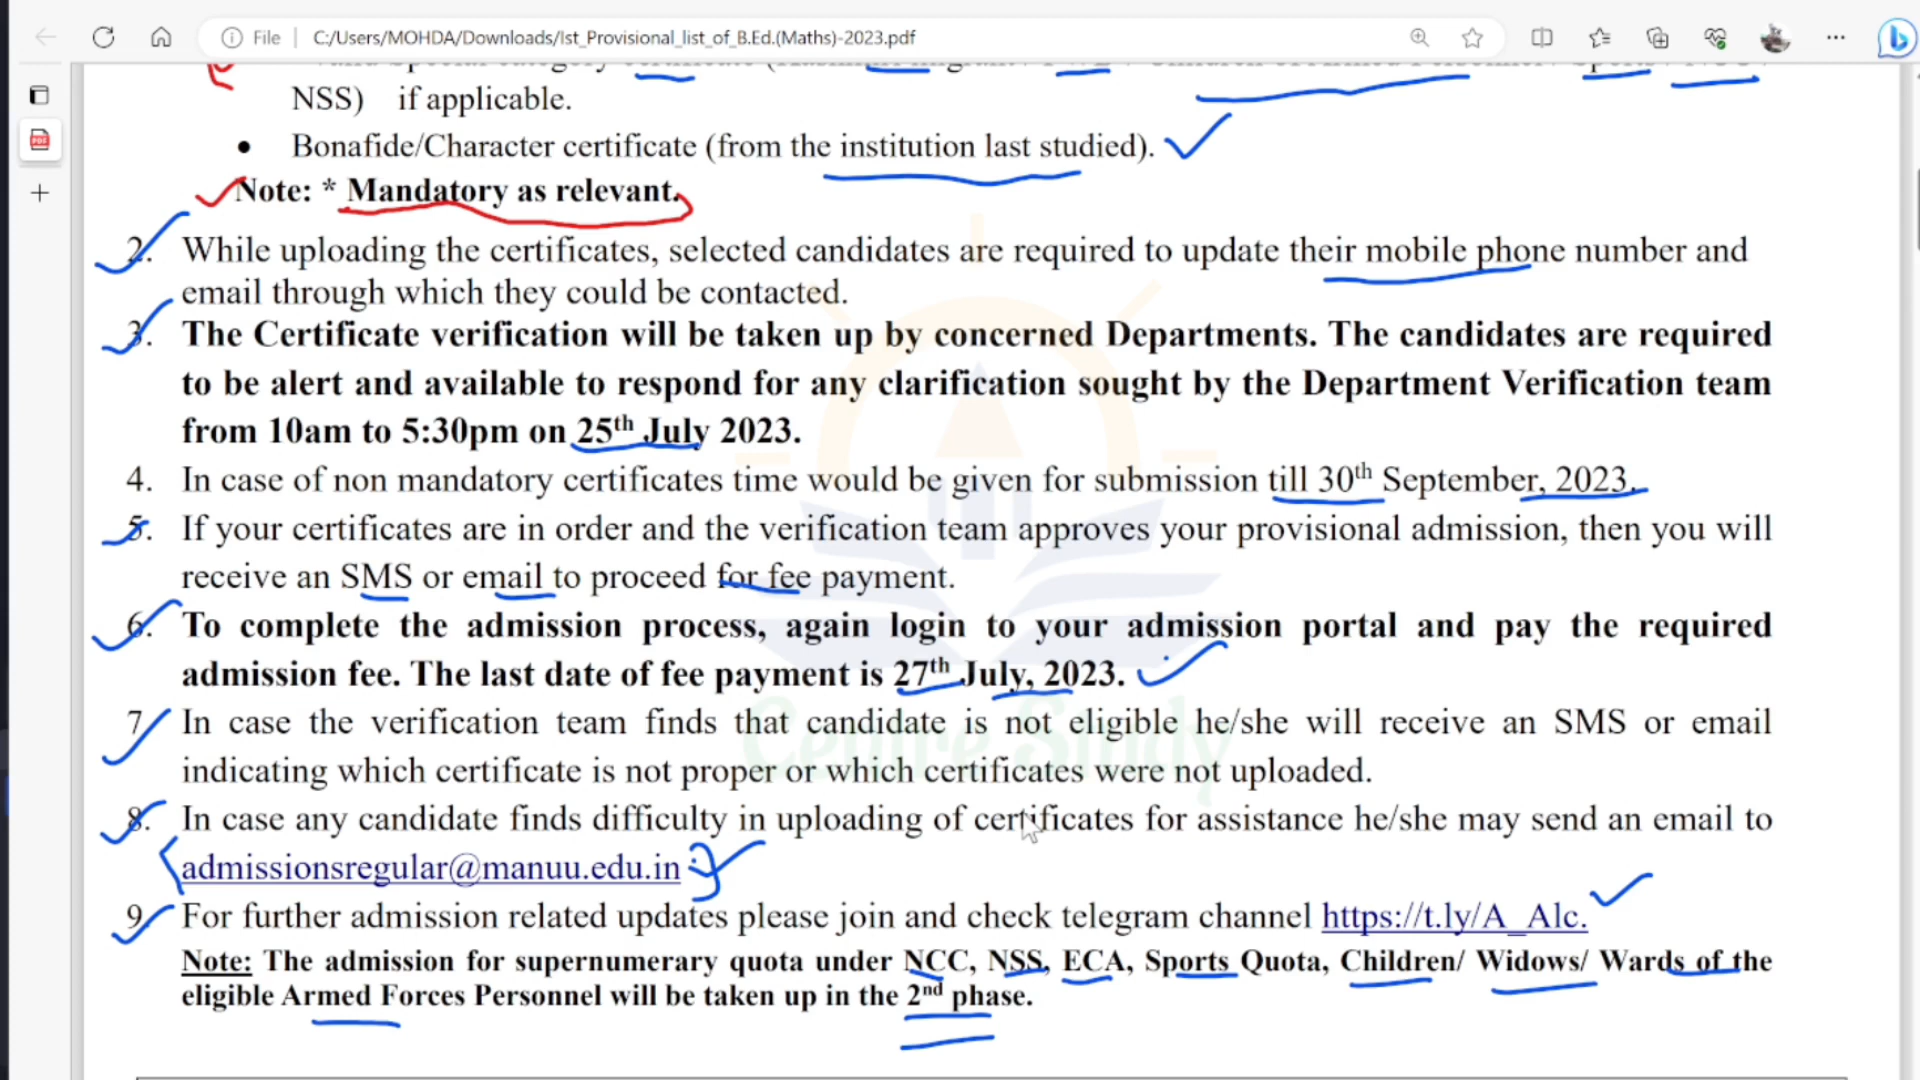 File | C:/Users/MOHDA/Downloads/Ist_Provisional_list_of_B.Ed.(Maths)-2023.pdf
NSS) if applicable.
• Bonafide/Character certificate (from the institution last studied).
Note: * Mandatory as relevant.
2. While uploading the certificates, selected candidates are required to update their mobile phone number and
email through which they could be contacted.
3. The Certificate verification will be taken up by concerned Departments. The candidates are required
to be alert and available to respond for any clarification sought by the Department Verification team
from 10am to 5:30pm on 25th July 2023.
4. In case of non mandatory certificates time would be given for submission till 30th September, 2023.
5. If your certificates are in order and the verification team approves your provisional admission, then you will
receive an SMS or email to proceed for fee payment.
6. To complete the admission process, again login to your admission portal and pay the required
admission fee. The last date of fee payment is 27th July, 2023.
7 In case the verification team finds that candidate is not eligible he/she will receive an SMS or email
indicating which certificate is not proper or which certificates were not uploaded.
8. In case any candidate finds difficulty in uploading of certificates for assistance he/she may send an email to
admissionsregular@manuu.edu.in
9 For further admission related updates please join and check telegram channel https://t.ly/A_Alc.
Note: The admission for supernumerary quota under NCC, NSS, ECA, Sports Quota, Children/ Widows/ Wards of the
eligible Armed Forces Personnel will be taken up in the 2nd phase.
Centre Study